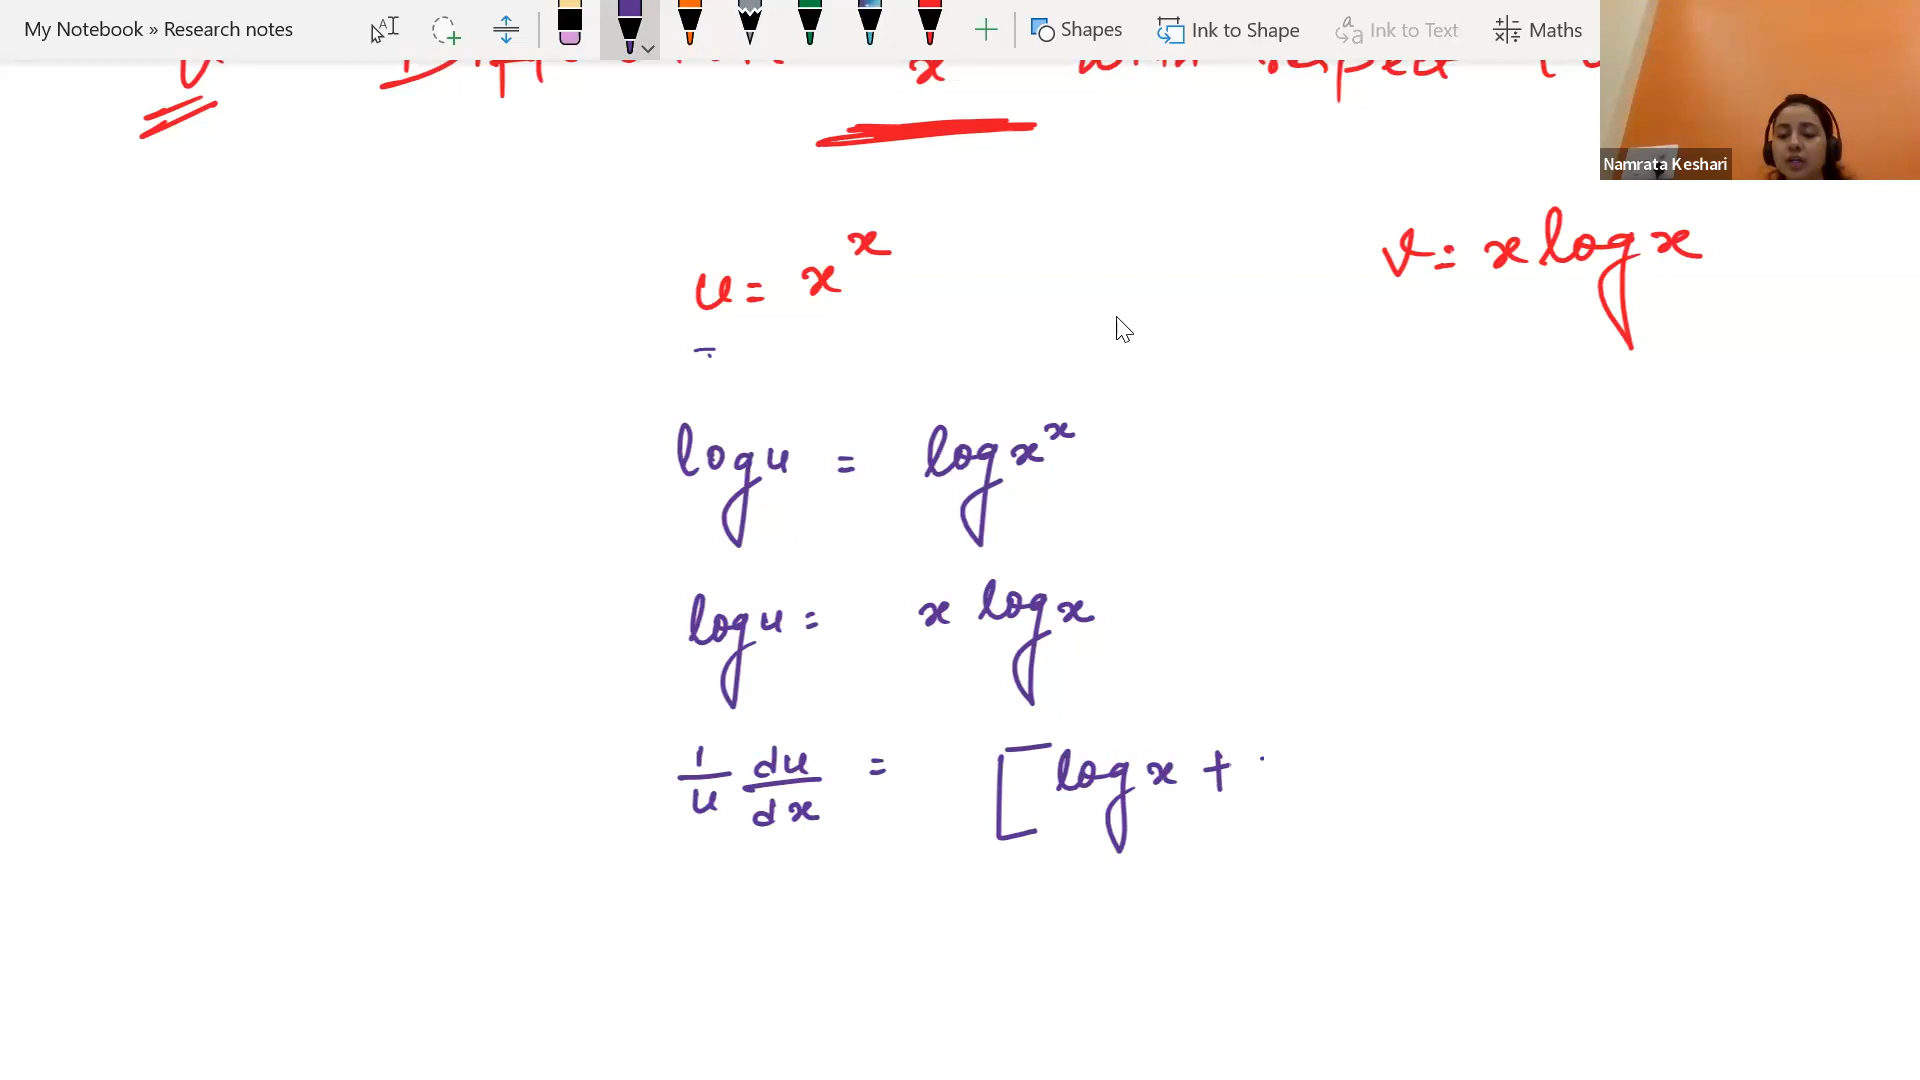 My Notebook » Research notes
Shapes
Ink to Shape
Ink to Text
Maths
Namrata Keshari
x with
u = x^x
v = x log x
log u = log x^x
log u = x log x
1/u du/dx = [log x +